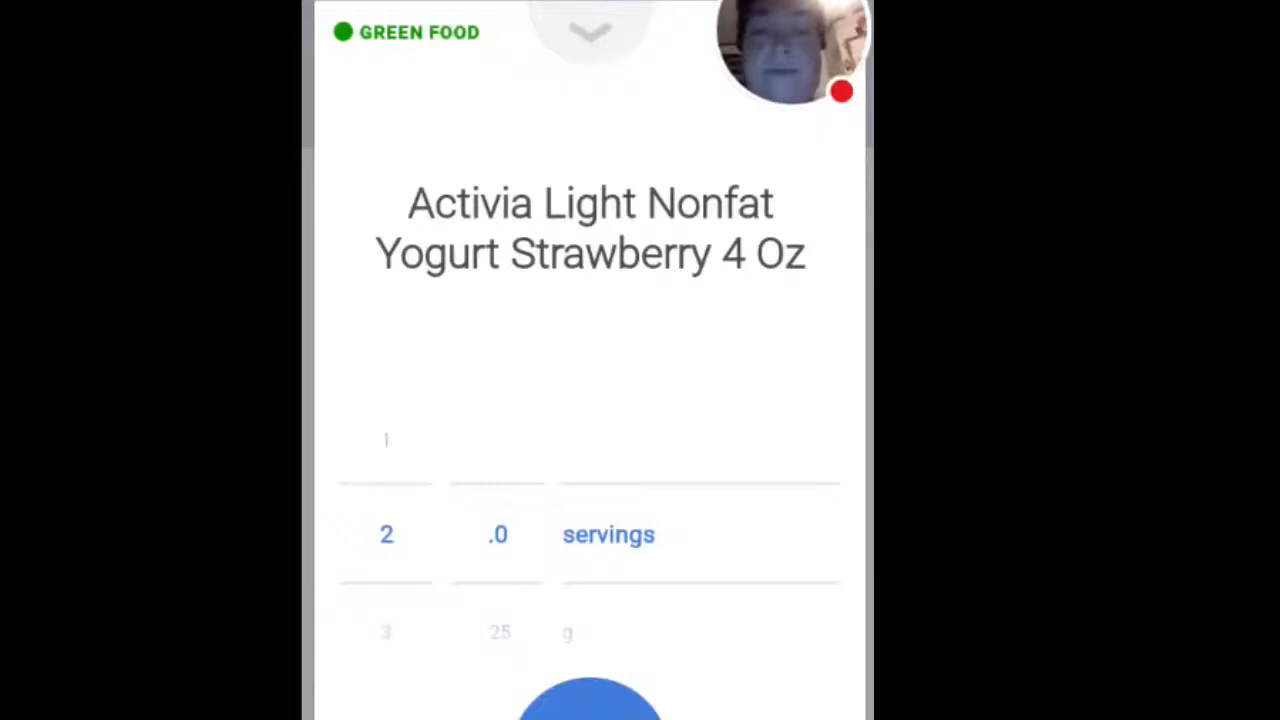 GREEN FOOD
Activia Light Nonfat
Yogurt Strawberry 4 Oz
1
2 .0 servings
3 25 g